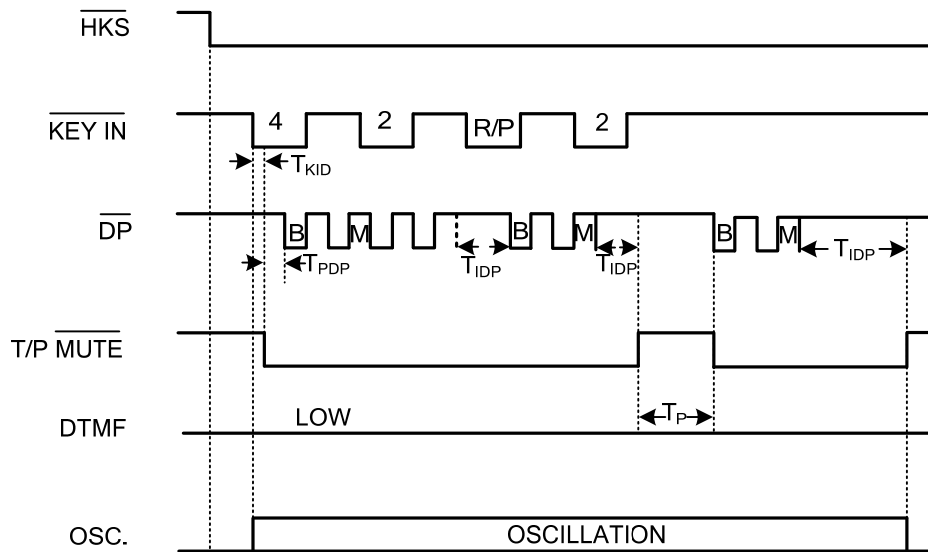 HKS
KEY IN
4
2
R/P
2
TKID
DP
B
M
B
M
B
M
TPDP
TIDP
TIDP
TIDP
T/P MUTE
TP
DTMF
LOW
OSC.
OSCILLATION